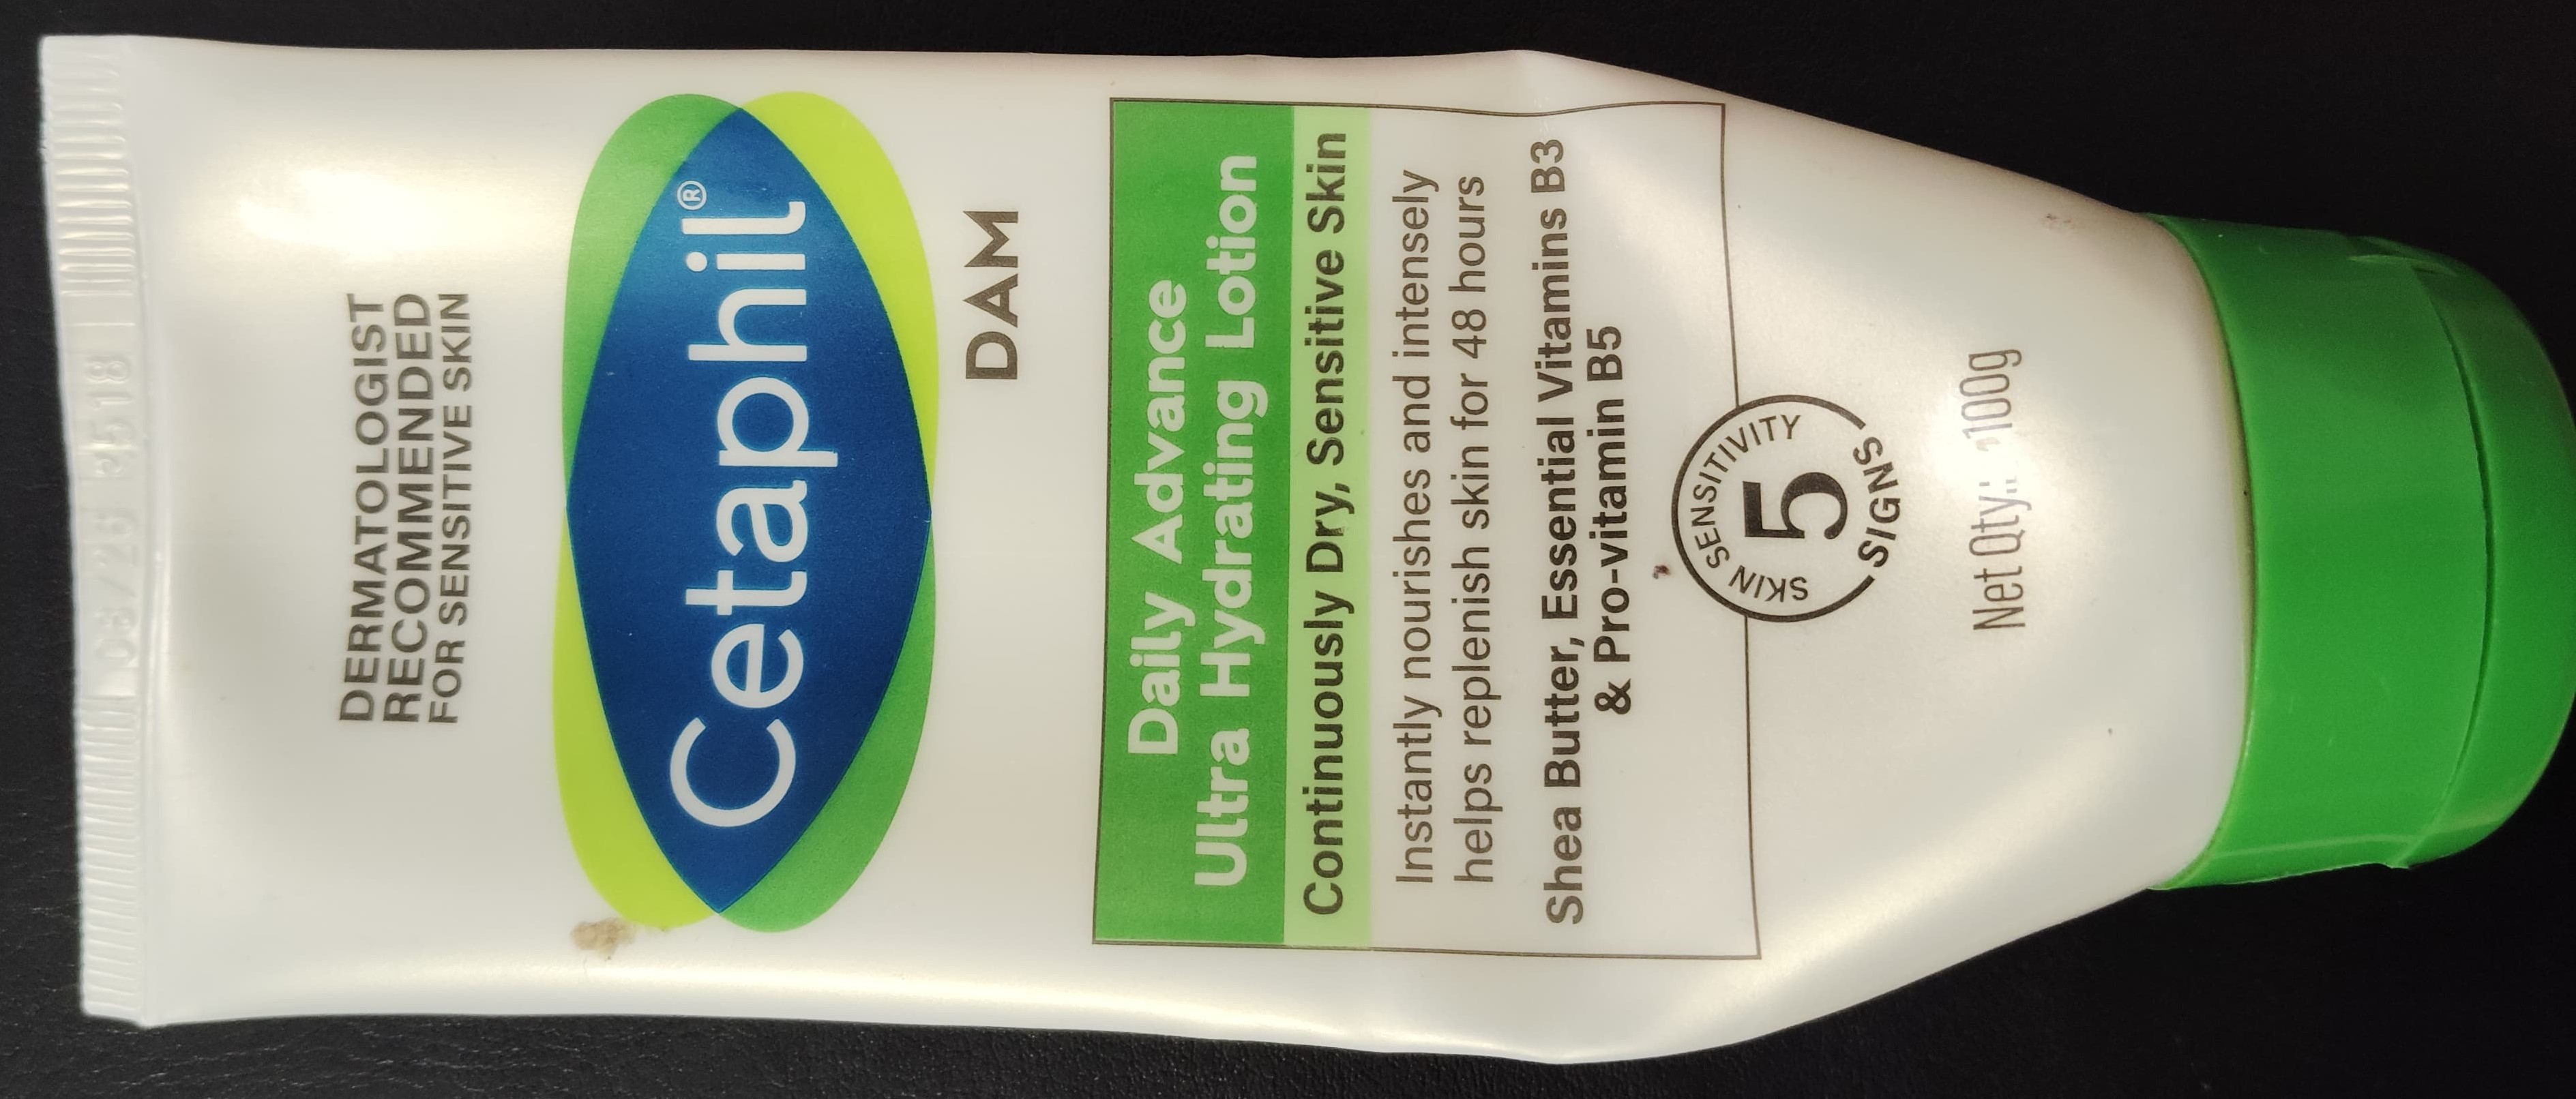 DERMATOLOGIST
RECOMMENDED
FOR SENSITIVE SKIN
Cetaphil®
DAM
Daily Advance
Ultra Hydrating Lotion
Continuously Dry, Sensitive Skin
Instantly nourishes and intensely
helps replenish skin for 48 hours
Shea Butter, Essential Vitamins B3
& Pro-vitamin B5
SKIN SENSITIVITY
5
SIGNS
Net Qty.: 100g